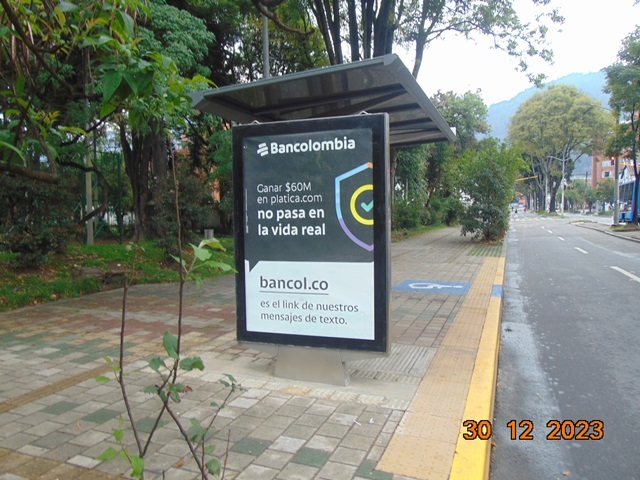 Bancolombia
Ganar $60M
en platica.com
no pasa en
la vida real
bancol.co
es el link de nuestros
mensajes de texto.
30 12 2023